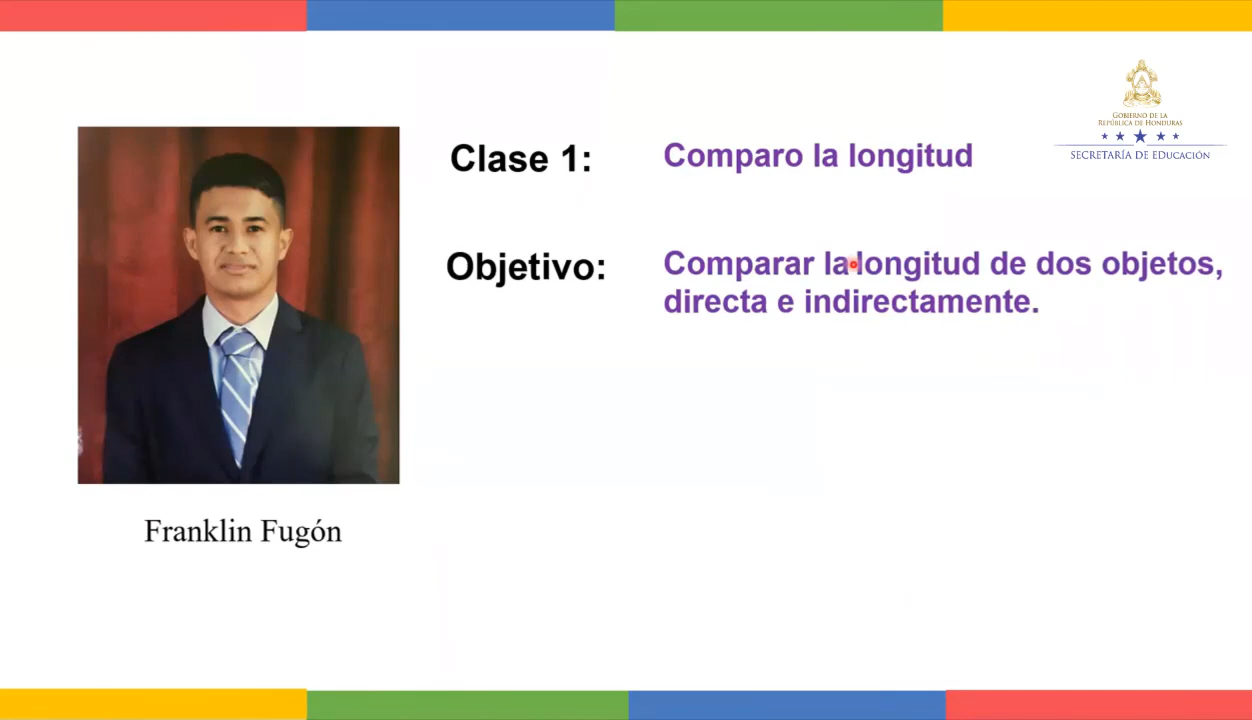 GOBIERNO DE LA
REPÚBLICA DE HONDURAS
SECRETARÍA DE EDUCACIÓN
Clase 1:
Comparo la longitud
Objetivo:
Comparar la longitud de dos objetos,
directa e indirectamente.
Franklin Fugón